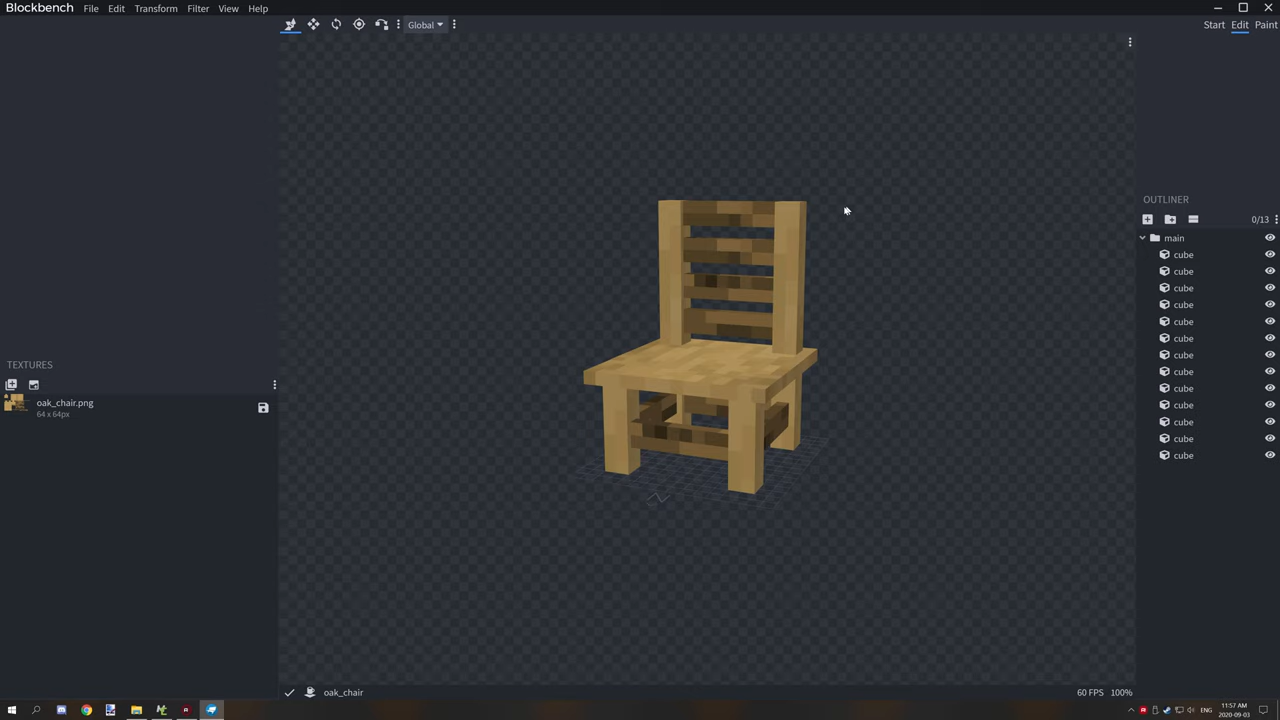 Blockbench File Edit Transform Filter View Help
Global
Start Edit Paint
OUTLINER
0/13
main
cube
cube
cube
cube
cube
cube
cube
cube
cube
cube
cube
cube
cube
TEXTURES
oak_chair.png
64 x 64px
oak_chair
60 FPS 100%
ENG
11:57 AM
2020-09-03